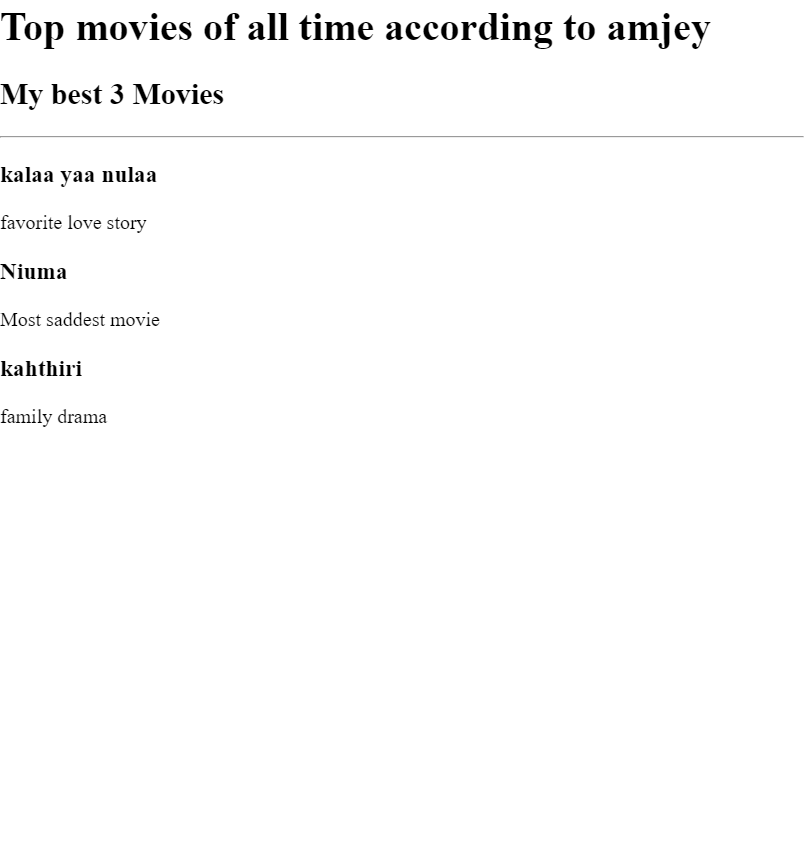 Top movies of all time according to amjey
My best 3 Movies
kalaa yaa nulaa
favorite love story
Niuma
Most saddest movie
kahthiri
family drama